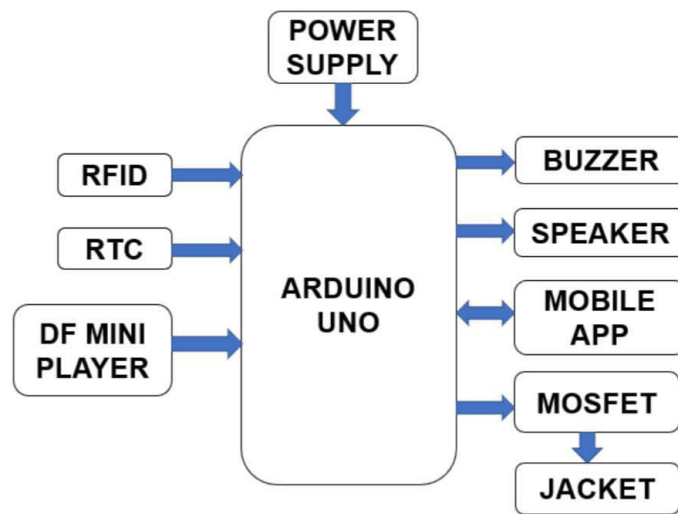 POWER
SUPPLY
RFID
RTC
DF MINI
PLAYER
ARDUINO
UNO
BUZZER
SPEAKER
MOBILE
APP
MOSFET
JACKET